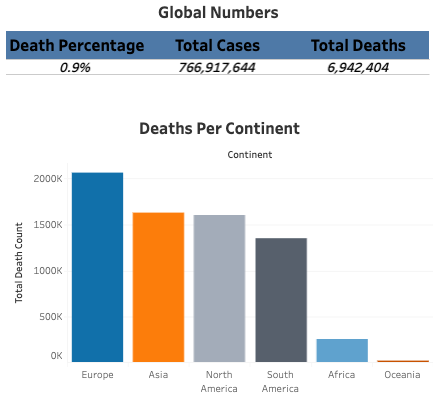 Global Numbers
Death Percentage Total Cases Total Deaths
0.9% 766,917,644 6,942,404
Deaths Per Continent
Continent
Total Death Count
2000K
1500K
1000K
500K
0K
Europe Asia North America South America Africa Oceania